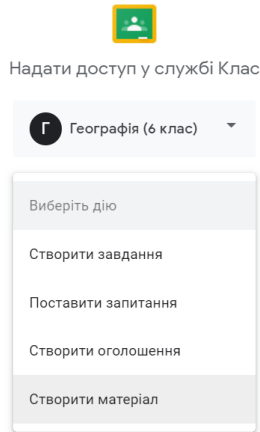 Надати доступ у службі Клас
Г Географія (6 клас)
Виберіть дію
Створити завдання
Поставити запитання
Створити оголошення
Створити матеріал